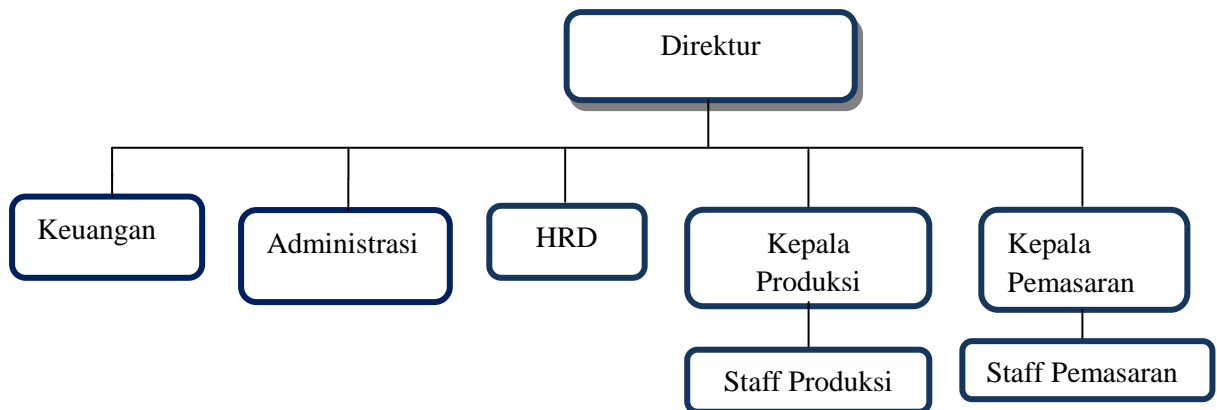 Direktur
Keuangan
Administrasi
HRD
Kepala
Produksi
Kepala
Pemasaran
Staff Produksi
Staff Pemasaran